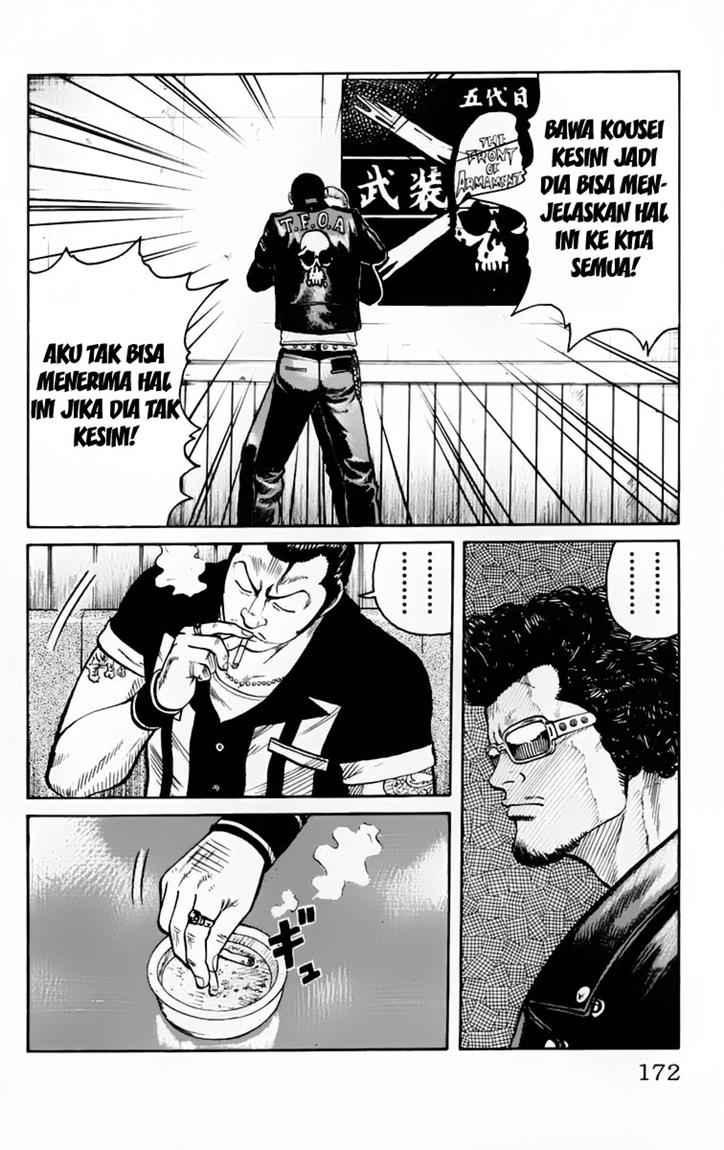 BAWA KOUSEI
KESINI JADI
DIA BISA MEN-
JELASKAN HAL
INI KE KITA
SEMUA!
五代目
THE
FRONT
OF
ARMAMENT
武装
T.F.O.A
AKU TAK BISA
MENERIMA HAL
INI JIKA DIA TAK
KESINI!
ギュ
172